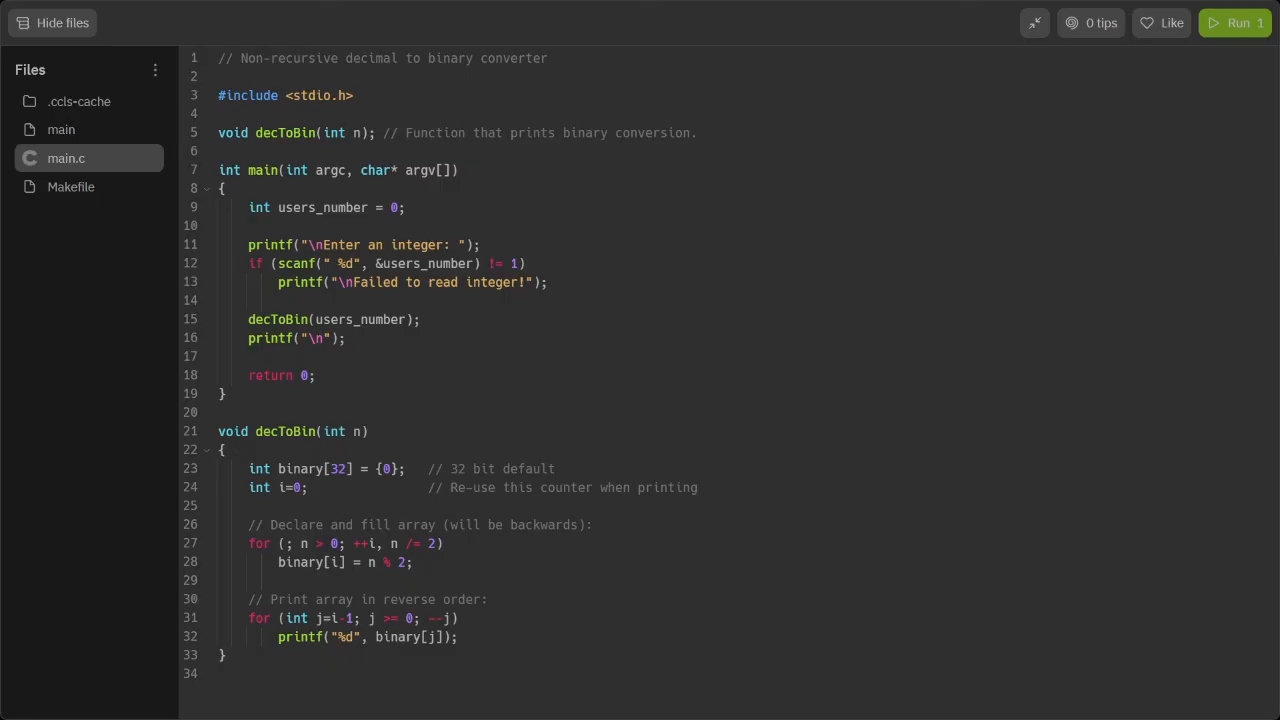 Hide files
0 tips
Like
Run 1
Files
.ccls-cache
main
main.c
Makefile
1 // Non-recursive decimal to binary converter
2
3 #include <stdio.h>
4
5 void decToBin(int n); // Function that prints binary conversion.
6
7 int main(int argc, char* argv[])
8 {
9     int users_number = 0;
10
11     printf("\nEnter an integer: ");
12     if (scanf(" %d", &users_number) != 1)
13         printf("\nFailed to read integer!");
14
15     decToBin(users_number);
16     printf("\n");
17
18     return 0;
19 }
20
21 void decToBin(int n)
22 {
23     int binary[32] = {0};   // 32 bit default
24     int i=0;                // Re-use this counter when printing
25
26     // Declare and fill array (will be backwards):
27     for (; n > 0; ++i, n /= 2)
28         binary[i] = n % 2;
29
30     // Print array in reverse order:
31     for (int j=i-1; j >= 0; --j)
32         printf("%d", binary[j]);
33 }
34